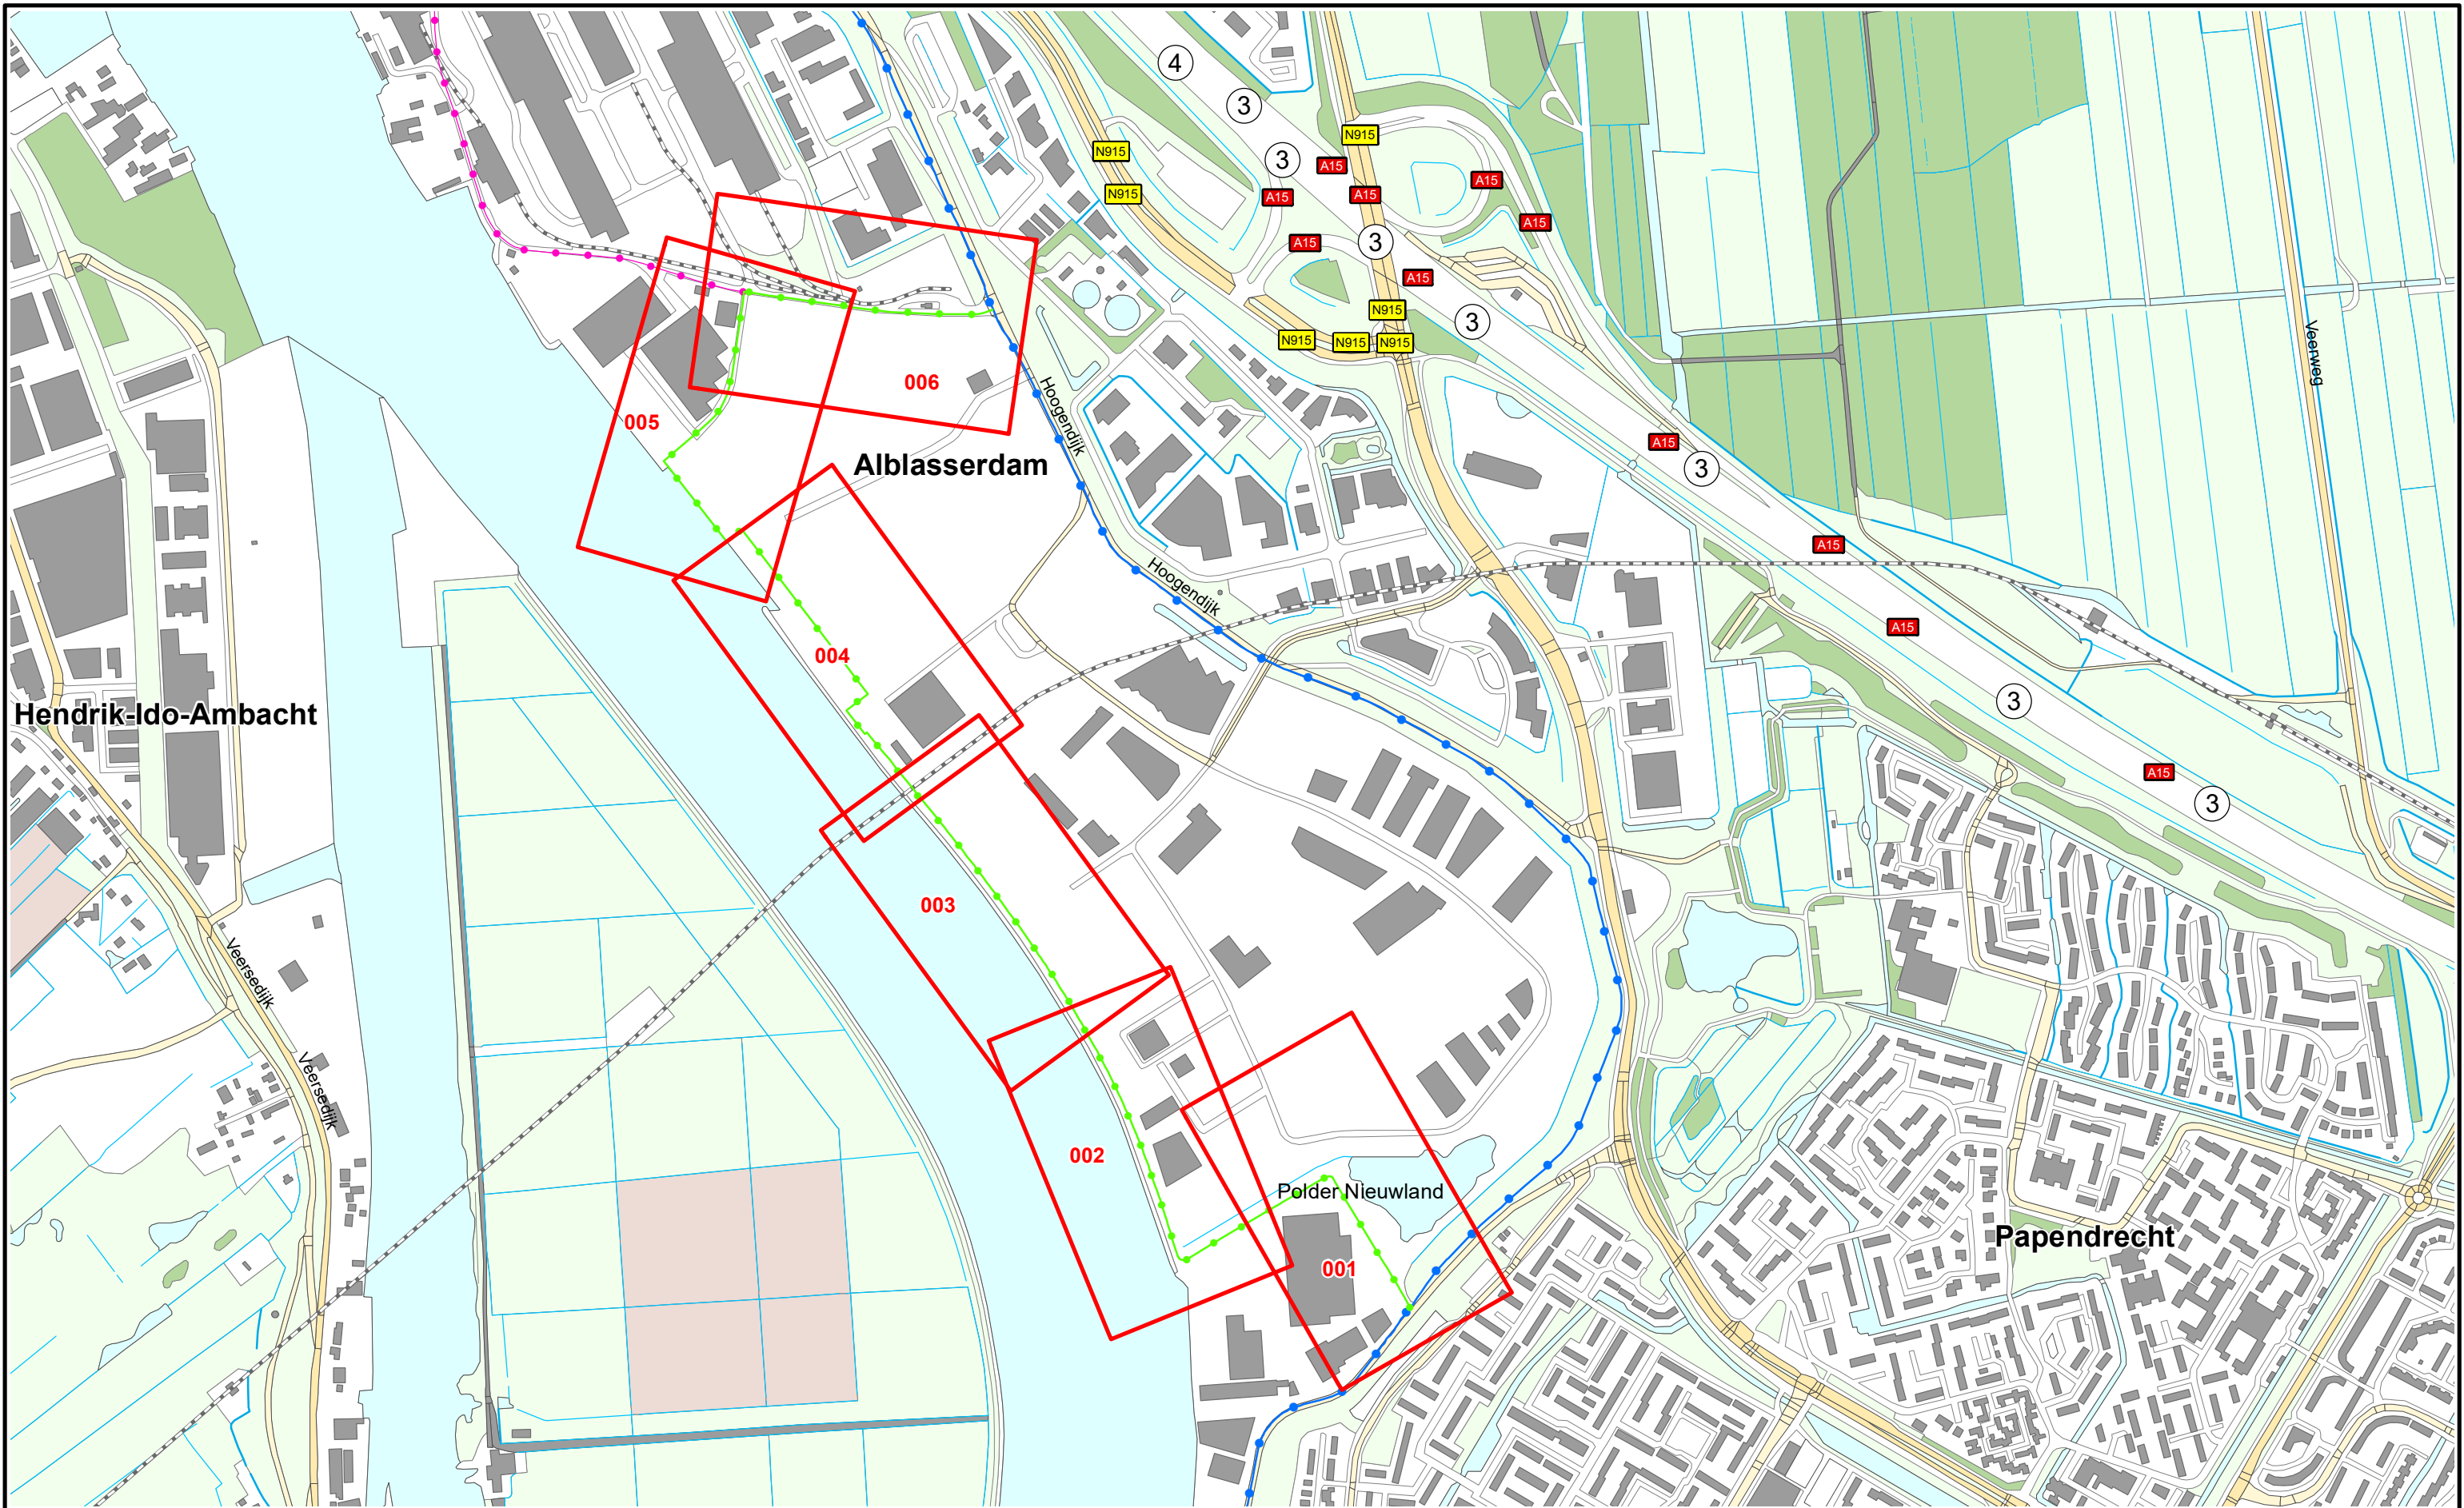 4
3
N915
3
A15
N915
A15
A15
A15
N915
A15
A15
3
A15
N915
3
N915
N915
N915
Veerweg
006
Hoogendijk
005
A15
Alblasserdam
3
A15
Hoogendijk
A15
004
3
Hendrik-Ido-Ambacht
A15
3
003
Veersedijk
Veersedijk
002
Polder Nieuwland
Papendrecht
001